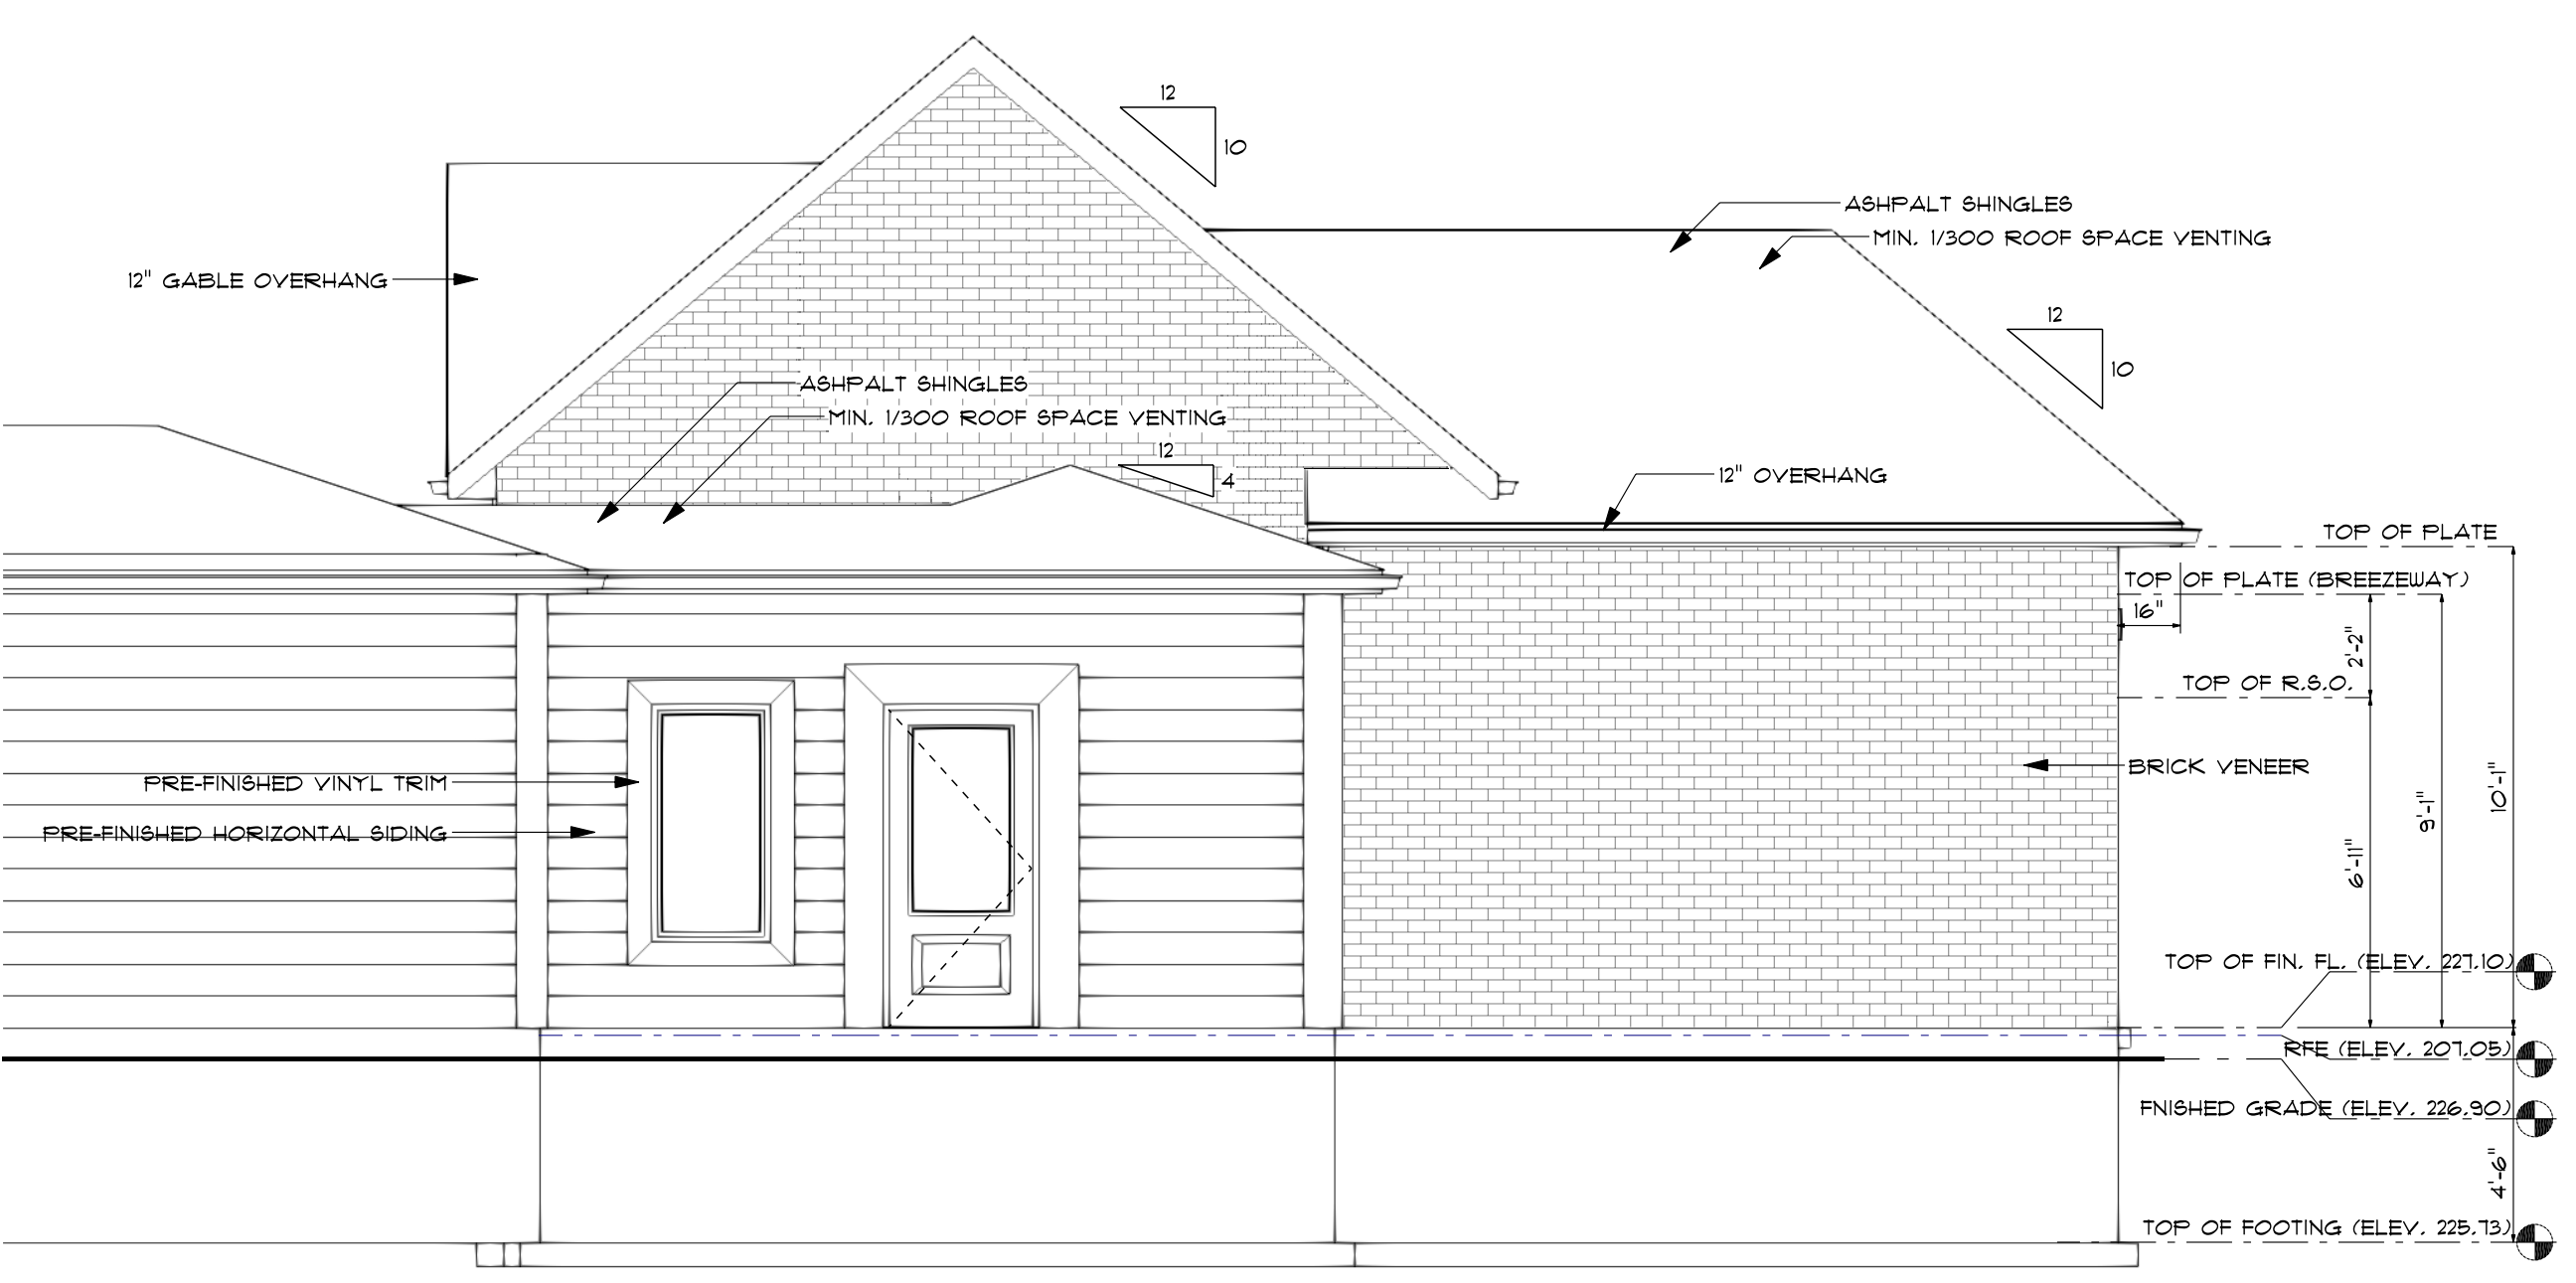 12
10
ASHPALT SHINGLES
MIN. 1/300 ROOF SPACE VENTING
12" GABLE OVERHANG
12
10
ASHPALT SHINGLES
MIN. 1/300 ROOF SPACE VENTING
12
4
12" OVERHANG
TOP OF PLATE
TOP OF PLATE (BREEZEWAY)
16"
2'-2"
TOP OF R.S.O.
PRE-FINISHED VINYL TRIM
BRICK VENEER
10'-1"
9'-1"
PRE-FINISHED HORIZONTAL SIDING
6'-11"
TOP OF FIN. FL. (ELEV. 227.10)
RFE (ELEV. 207.05)
FNISHED GRADE (ELEV. 226.90)
4'-6"
TOP OF FOOTING (ELEV. 225.73)